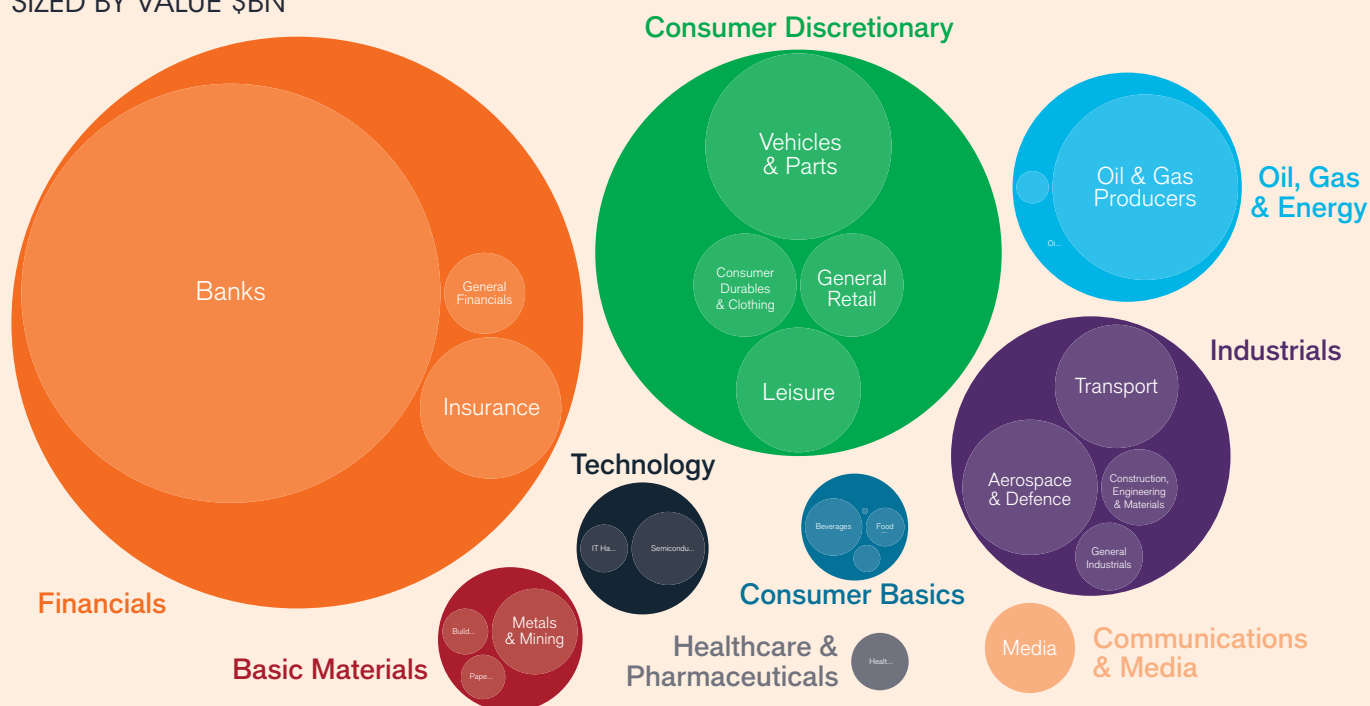 SIZED BY VALUE $BN
Consumer Discretionary
Vehicles
& Parts
Consumer
Durables
& Clothing
General
Retail
Leisure
Banks
General
Financials
Insurance
Financials
Oil & Gas
Producers
Oi...
Oil, Gas
& Energy
Industrials
Transport
Aerospace
& Defence
Construction,
Engineering
& Materials
General
Industrials
Technology
IT Ha...
Semicondu...
Beverages
Food
...
Consumer Basics
Basic Materials
Build...
Metals
& Mining
Pape...
Healthcare &
Pharmaceuticals
Healt...
Media
Communications
& Media